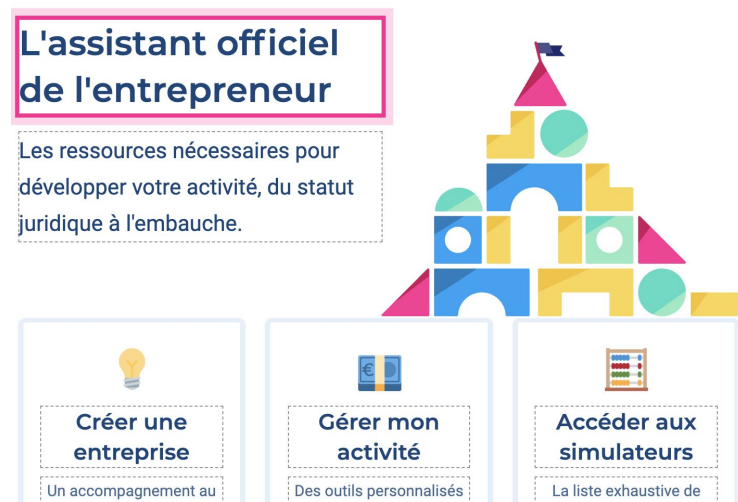 L'assistant officiel
de l'entrepreneur
Les ressources nécessaires pour
développer votre activité, du statut
juridique à l'embauche.
€
Créer une
entreprise
Un accompagnement au
Gérer mon
activité
Des outils personnalisés
Accéder aux
simulateurs
La liste exhaustive de